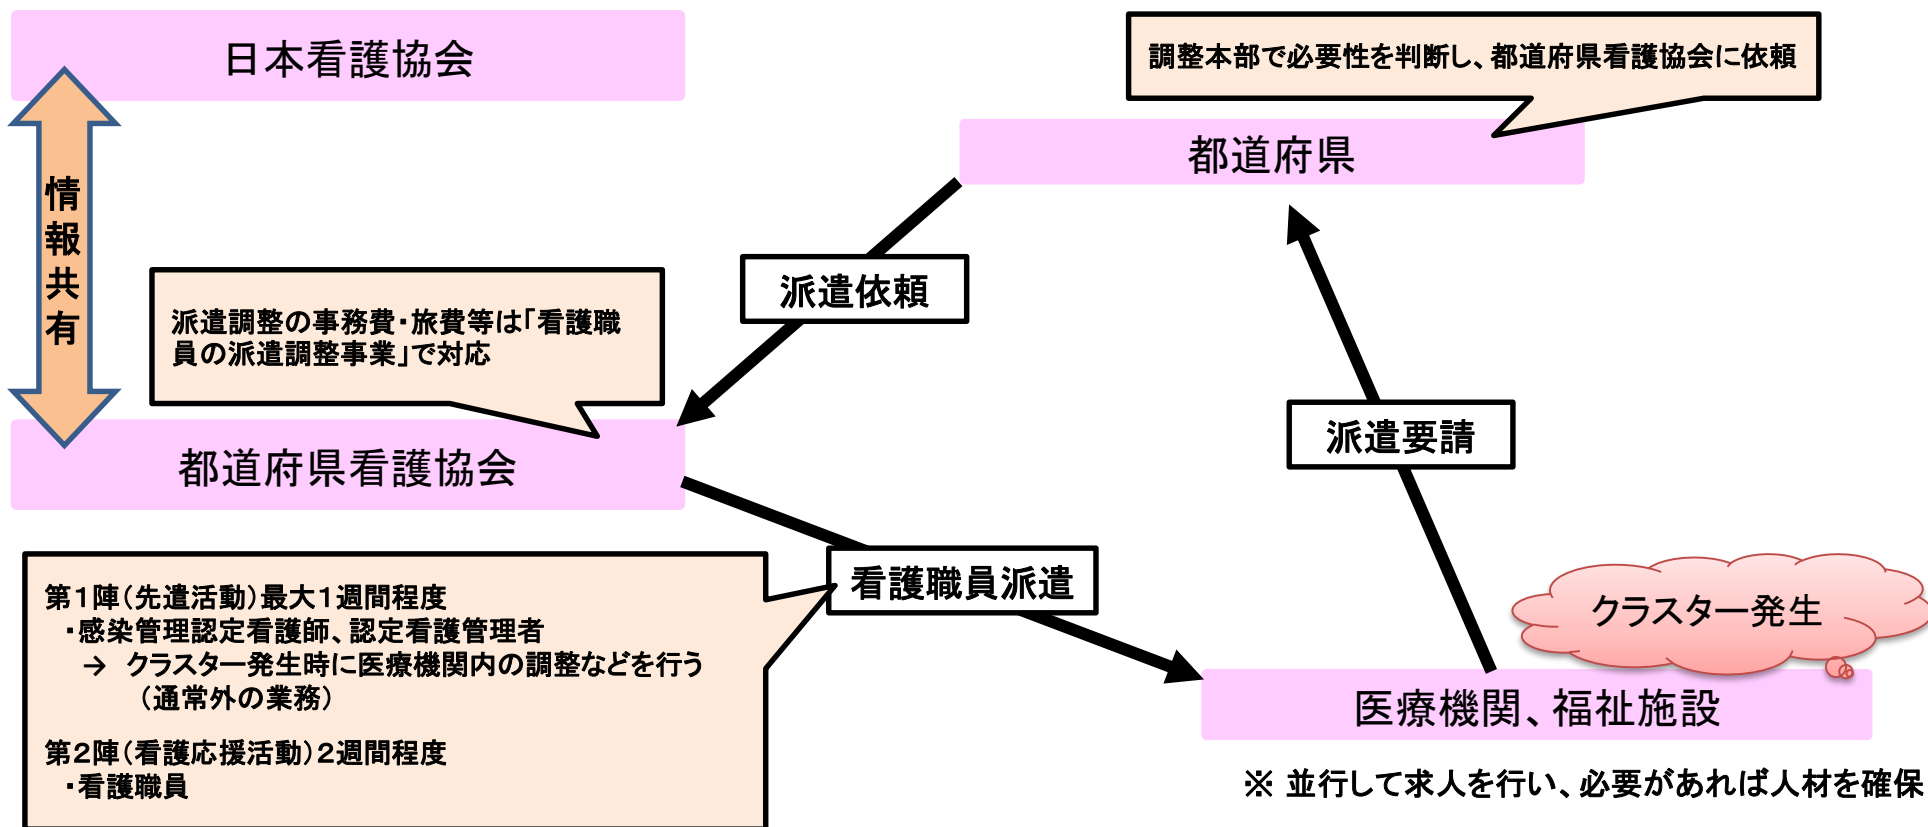 日本看護協会
調整本部で必要性を判断し、都道府県看護協会に依頼
都道府県
情報共有
派遣依頼
派遣調整の事務費・旅費等は「看護職
員の派遣調整事業」で対応
派遣要請
都道府県看護協会
看護職員派遣
クラスター発生
第１陣（先遣活動）最大１週間程度
・感染管理認定看護師、認定看護管理者
→ クラスター発生時に医療機関内の調整などを行う
（通常外の業務）
第２陣（看護応援活動）２週間程度
・看護職員
医療機関、福祉施設
※ 並行して求人を行い、必要があれば人材を確保